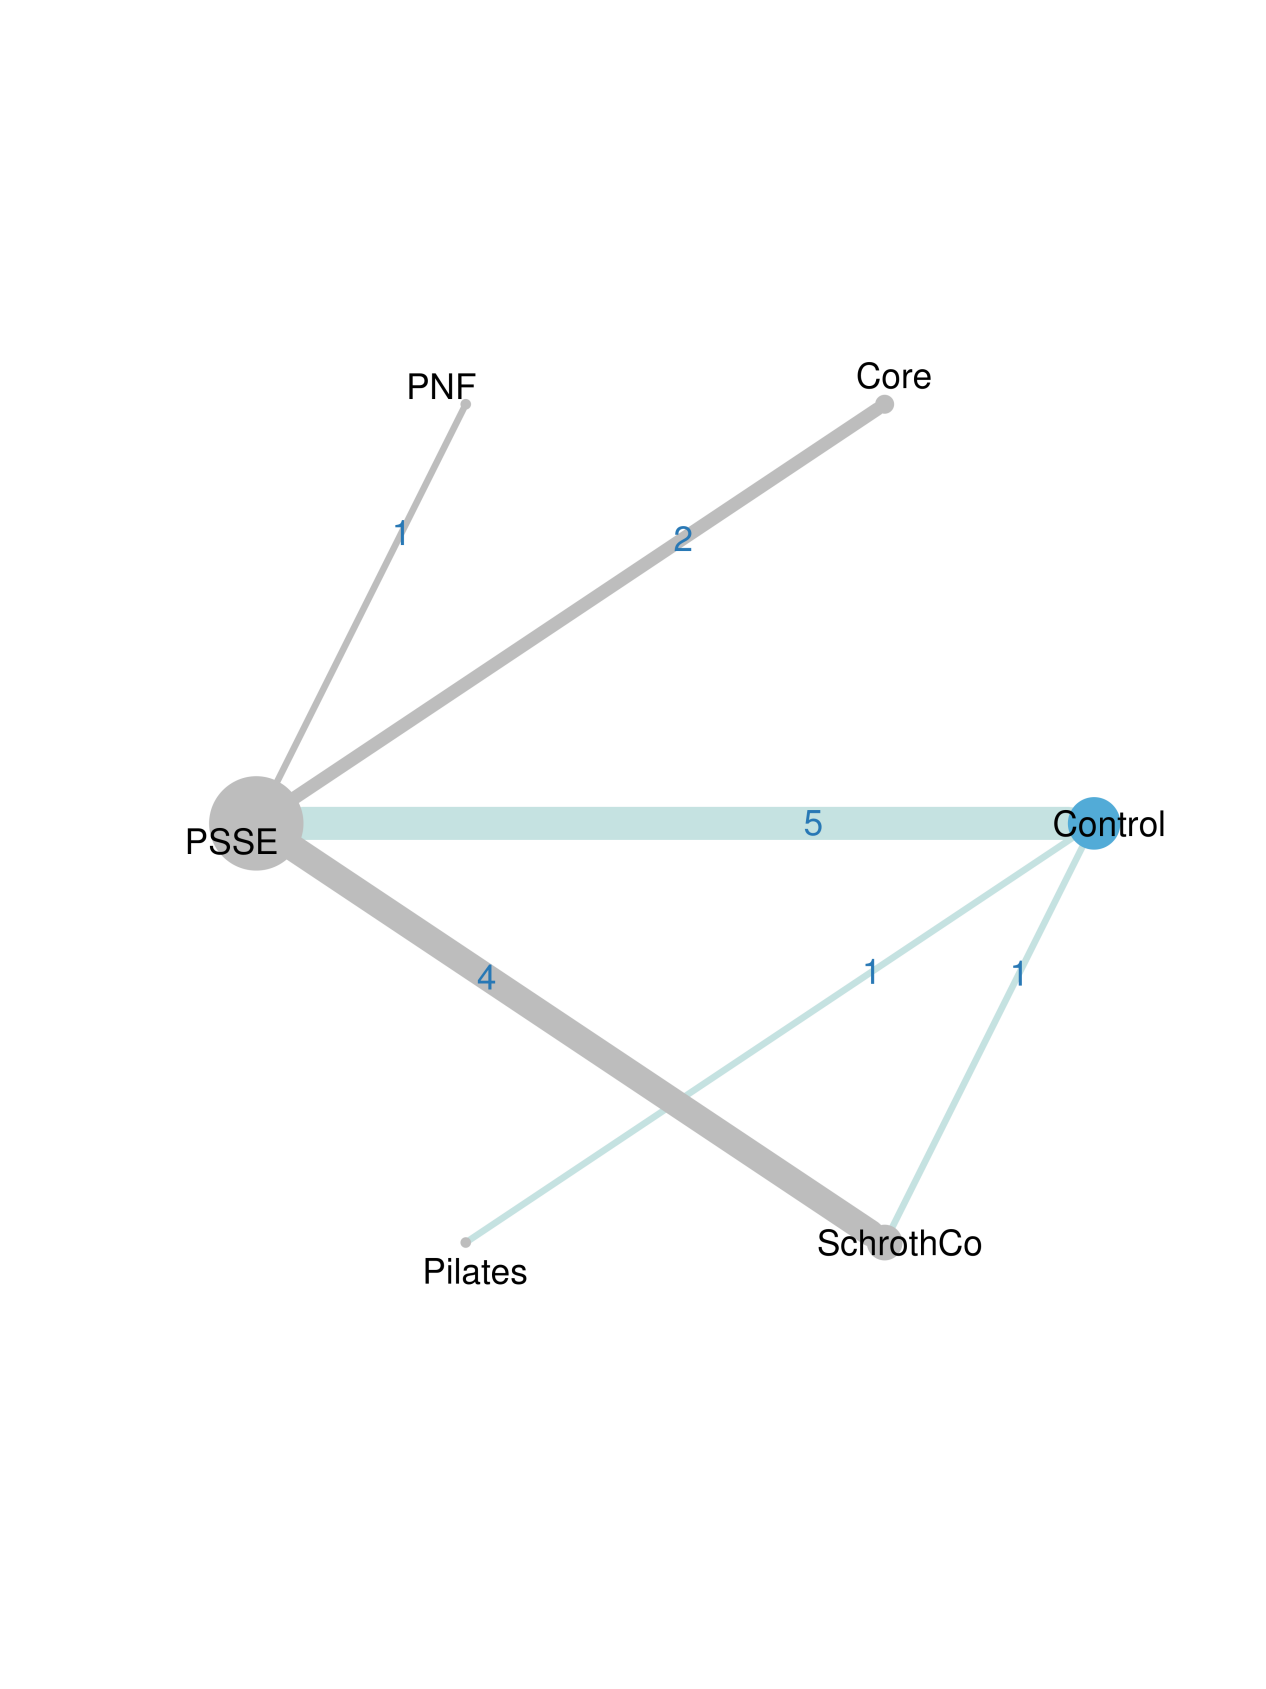 Core
PNF
1
2
5
Control
PSSE
4
1
1
SchrothCo
Pilates